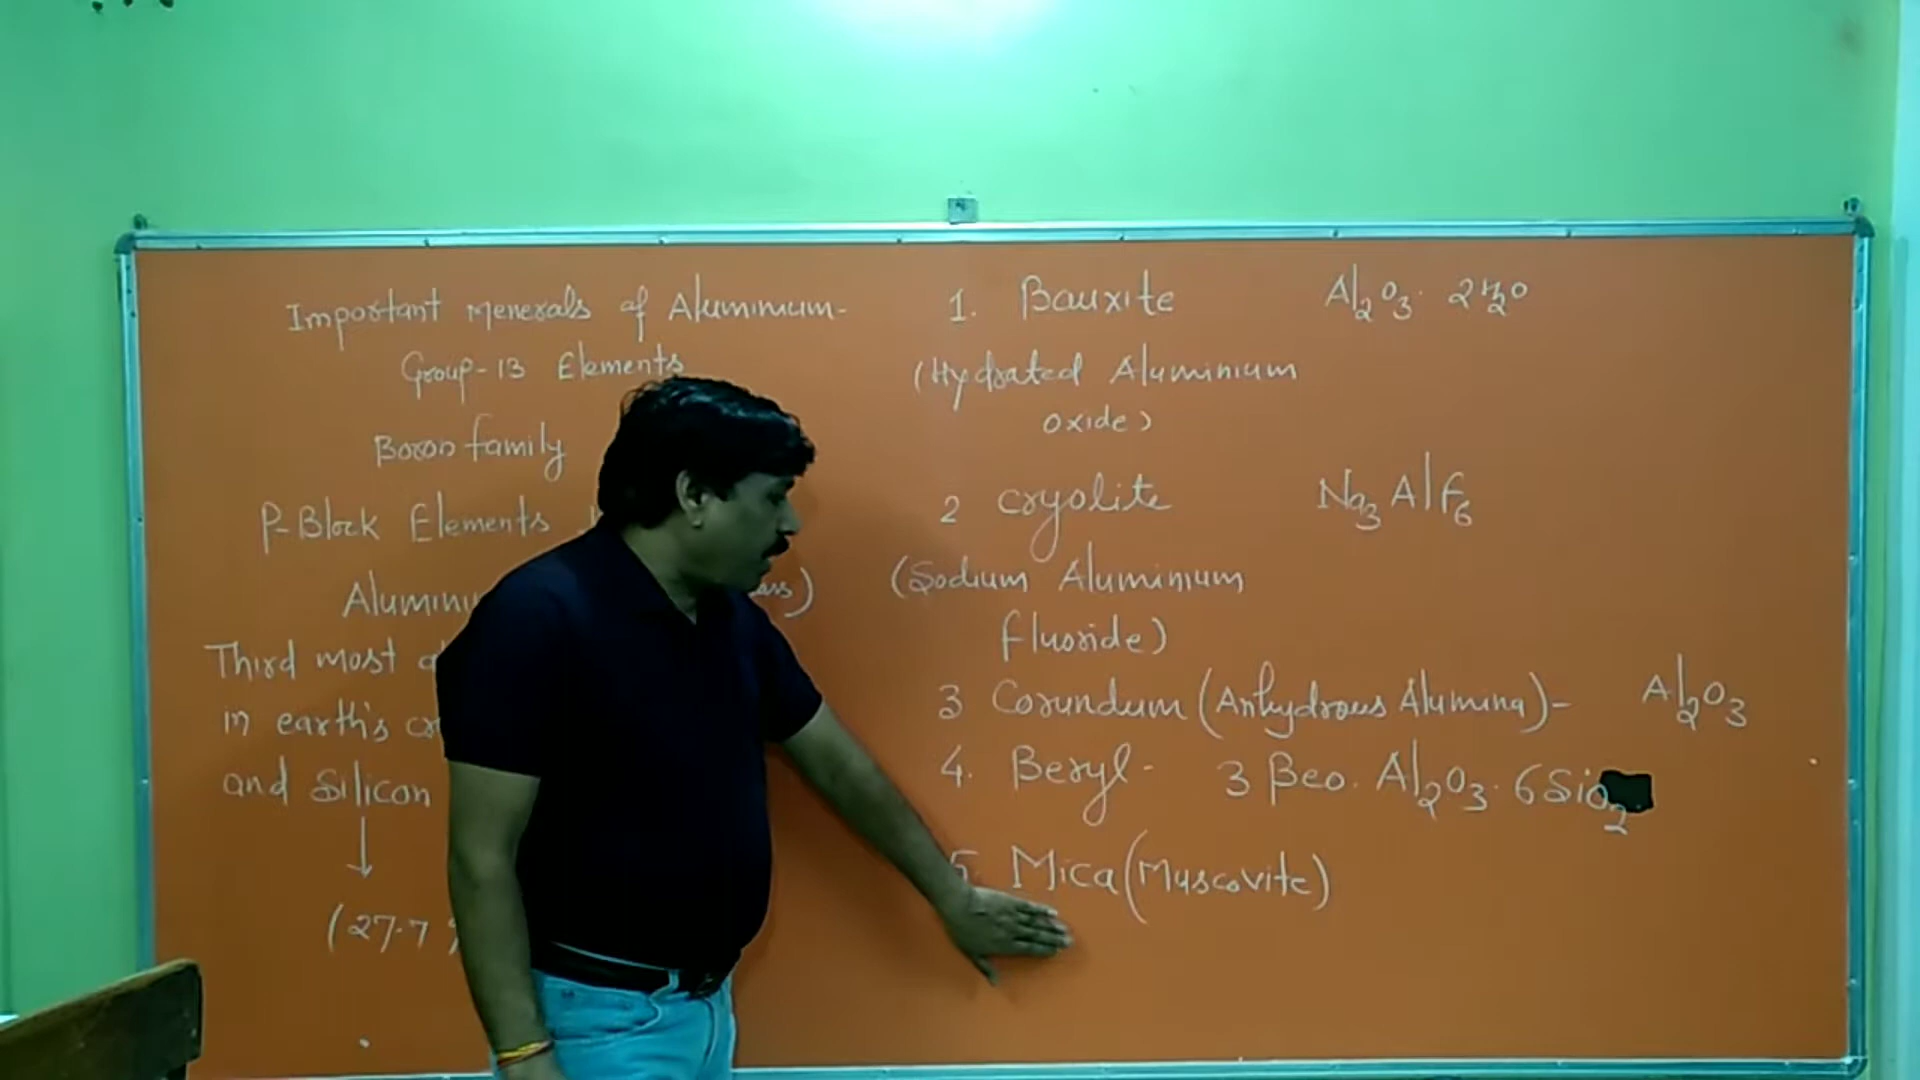 Important Menerals of Aluminium-
Group-13 Elements
Boron family
P-Block Elements
Third most
in earth's
and Silicon
(27.7
1. Bauxite Al₂O₃. 2H₂O
(Hydrated Aluminium
oxide)
2 cryolite Na₃AlF₆
(Sodium Aluminium
fluoride)
3 Corundum (Anhydrous Alumina)- Al₂O₃
4. Beryl- 3 BeO. Al₂O₃. 6SiO₂
5. Mica (Muscovite)